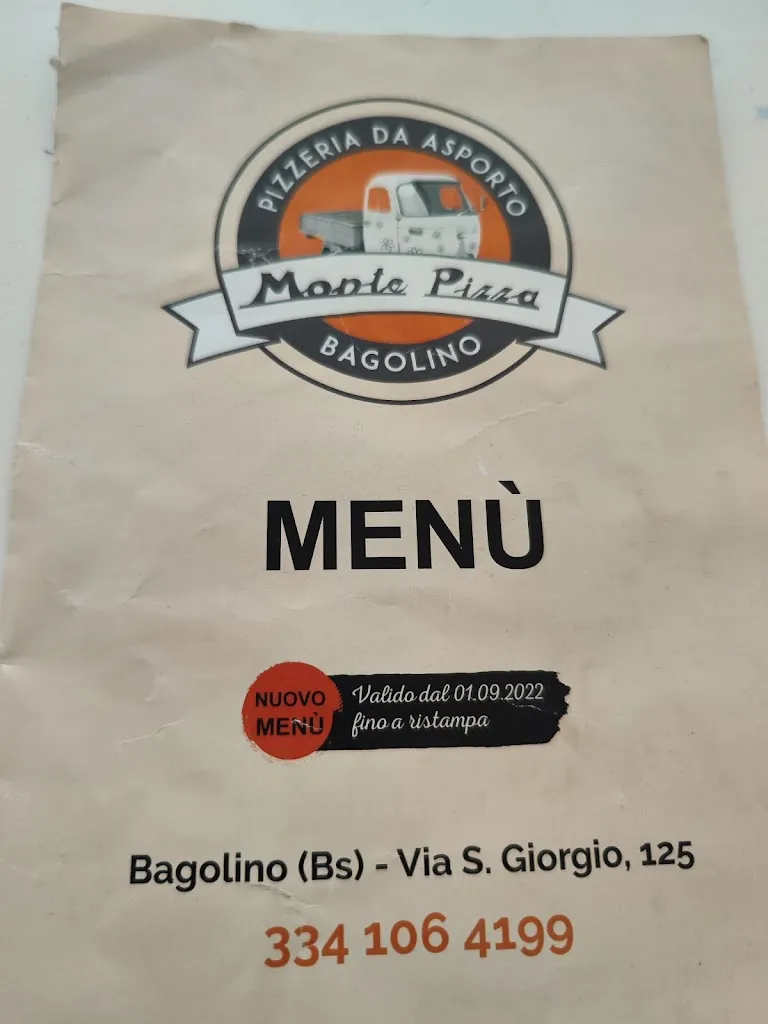 PIZZERIA DA ASPORTO
Monte Pizza
BAGOLINO
MENÙ
NUOVO
MENÙ
Valido dal 01.09.2022
fino a ristampa
Bagolino (Bs) - Via S. Giorgio, 125
334 106 4199